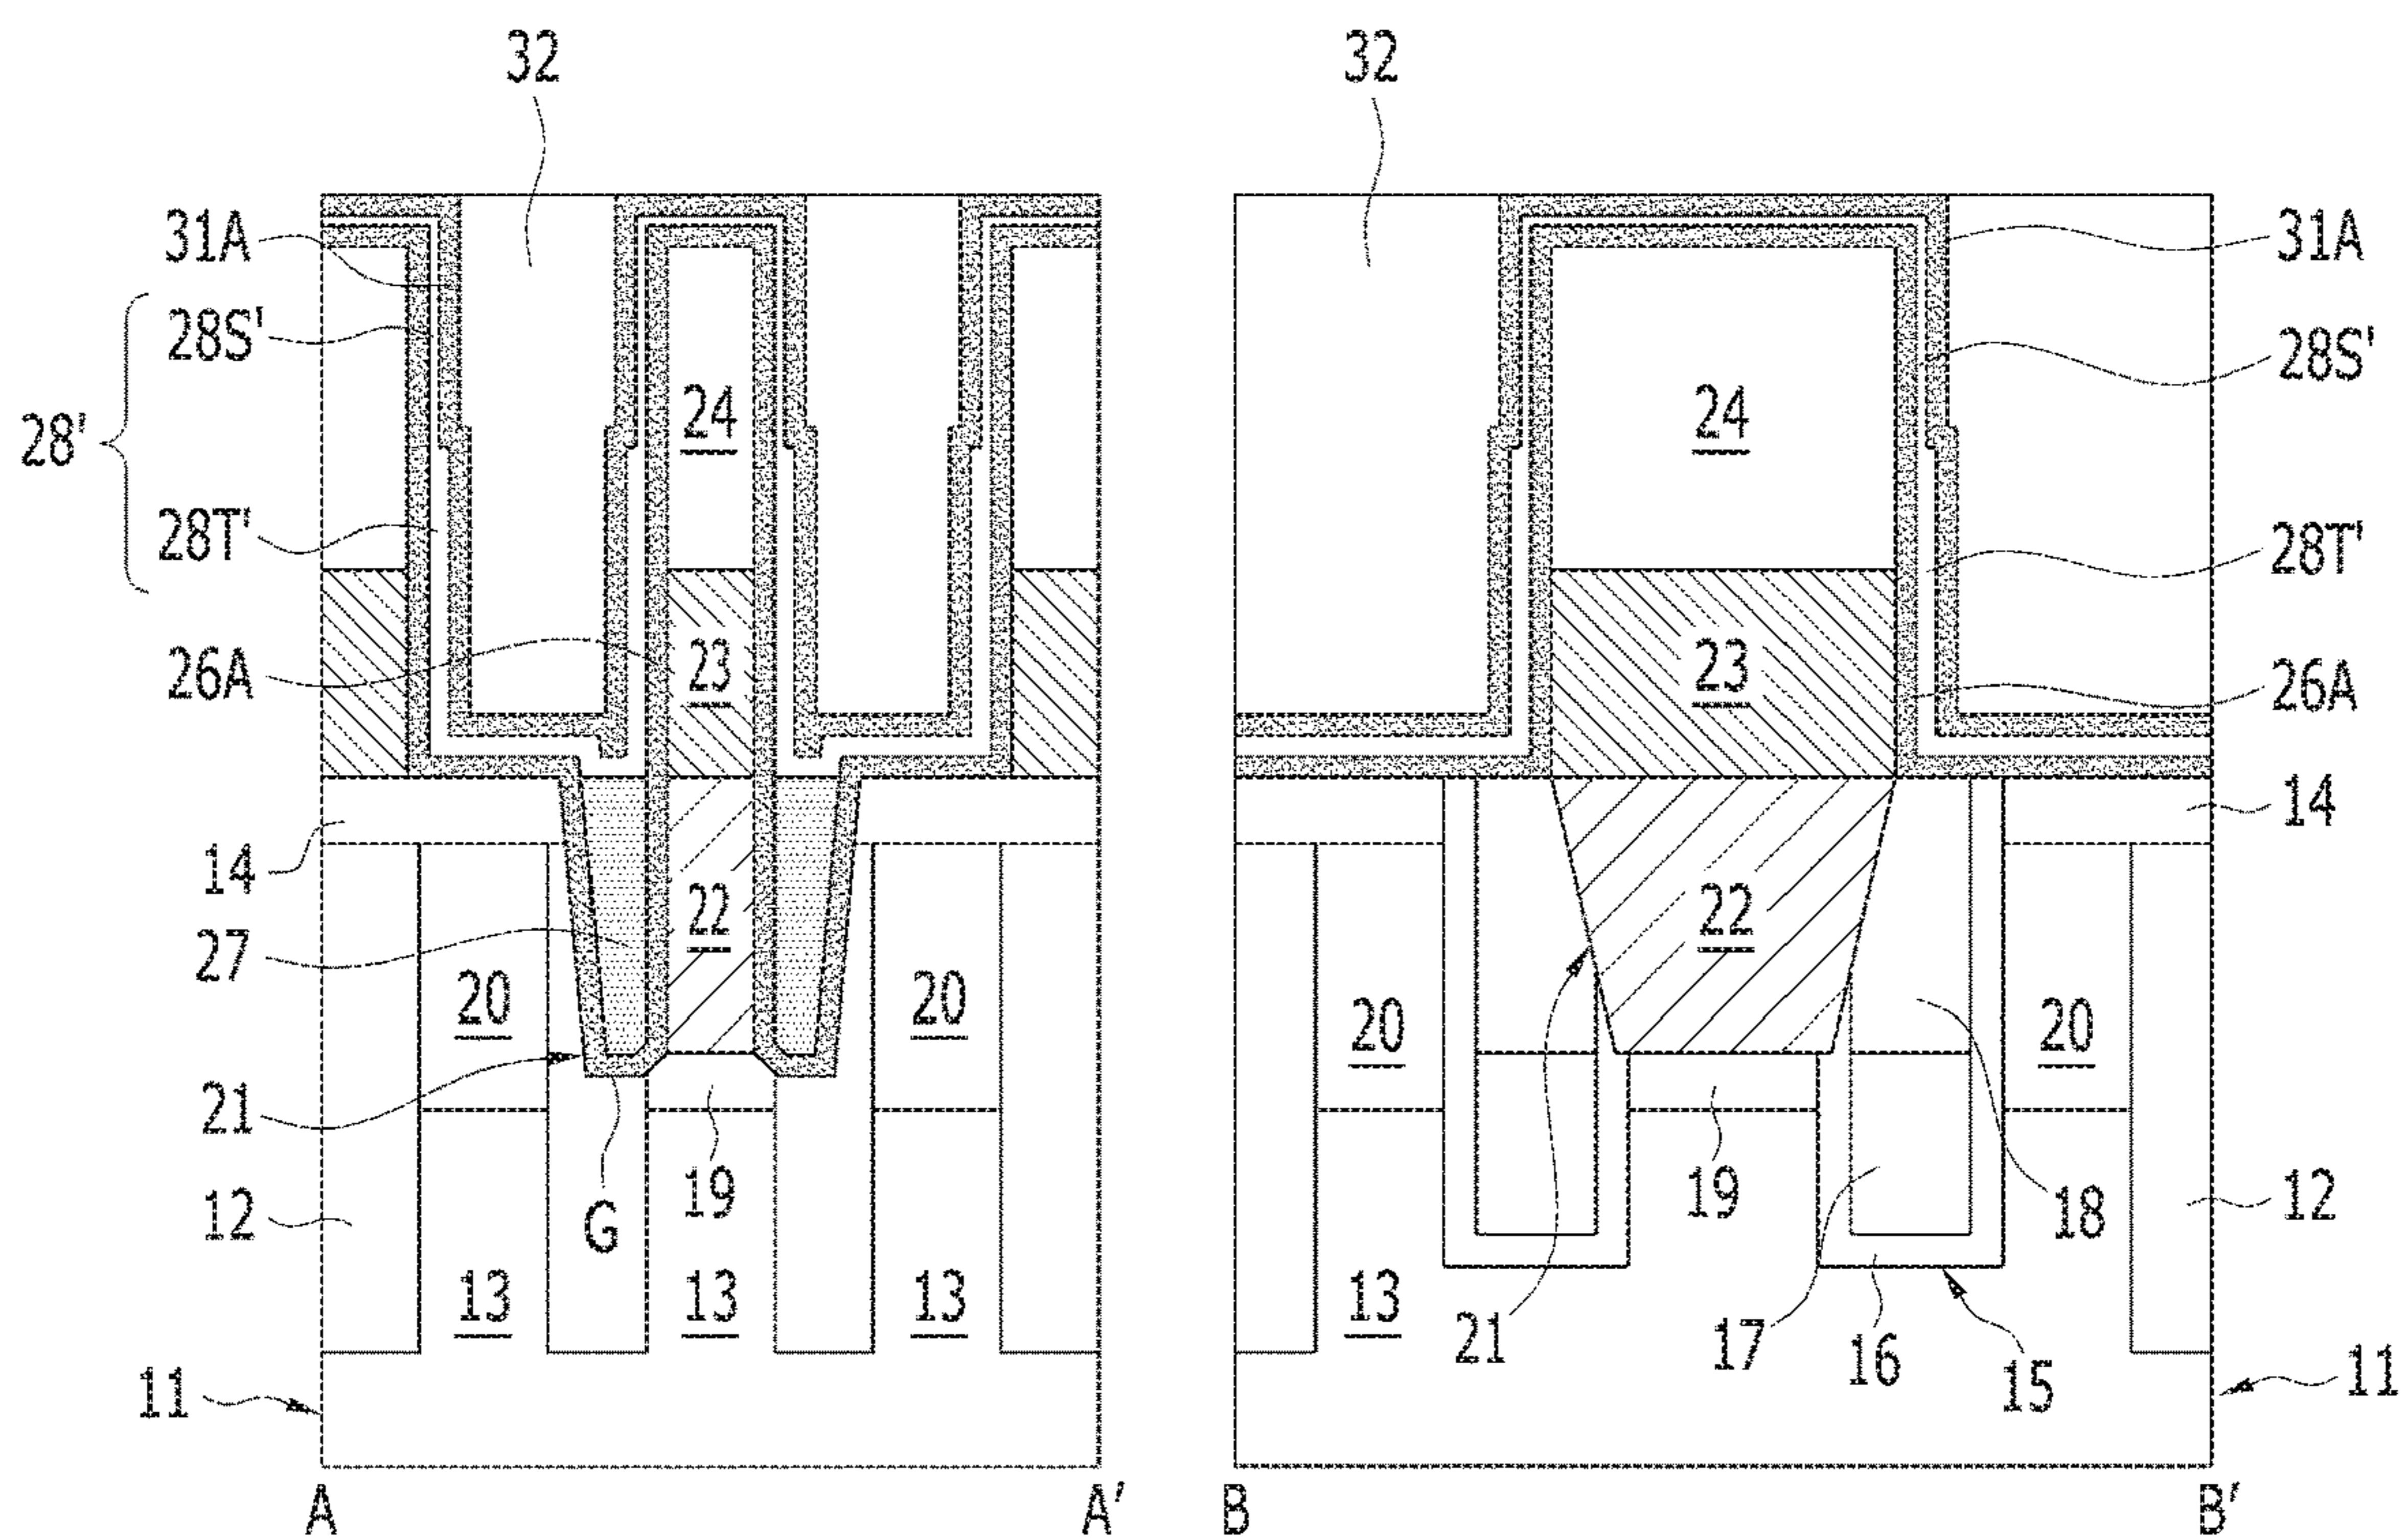 32 32
31A 31A
28S' 28S'
28' 24 24
28T' 28T'
26A 23 23 26A
14 14
27 22 22
20 20 20 20
21
19 19
12 G 18 12
13 13 13 13
21 17 16 15
11 11
A A' B B'